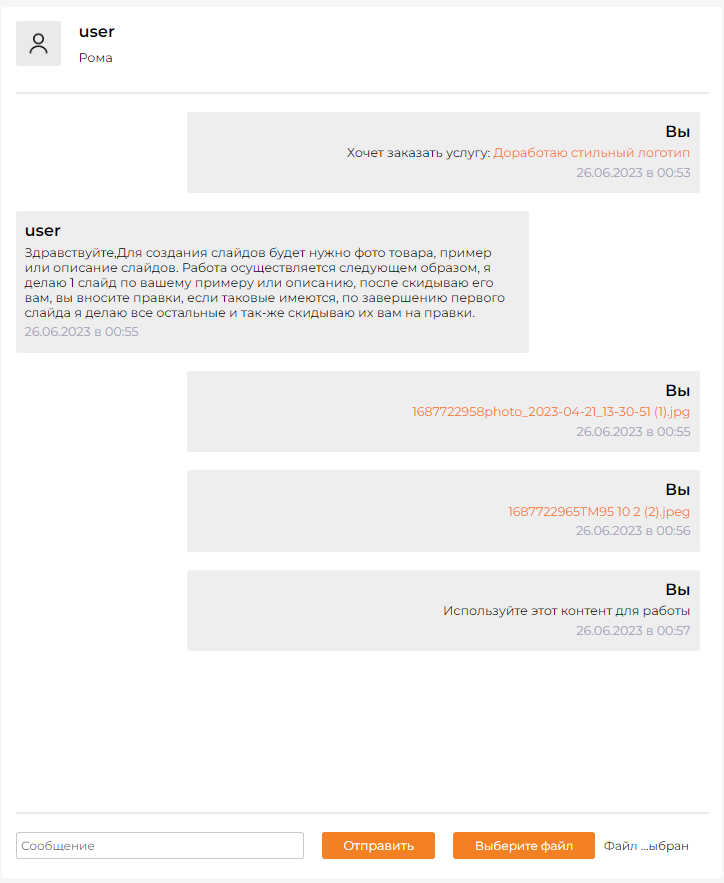 user
Рома
Вы
Хочет заказать услугу: Доработаю стильный логотип
26.06.2023 в 00:53
user
Здравствуйте,Для создания слайдов будет нужно фото товара, пример
или описание слайдов. Работа осуществляется следующем образом, я
делаю 1 слайд по вашему примеру или описанию, после скидываю его
вам, вы вносите правки, если таковые имеются, по завершению первого
слайда я делаю все остальные и так-же скидываю их вам на правки.
26.06.2023 в 00:55
Вы
1687722958photo_2023-04-21_13-30-51 (1).jpg
26.06.2023 в 00:55
Вы
1687722965TM95 10 2 (2).jpeg
26.06.2023 в 00:56
Вы
Используйте этот контент для работы
26.06.2023 в 00:57
Сообщение
Отправить
Выберите файл
Файл ...ыбран